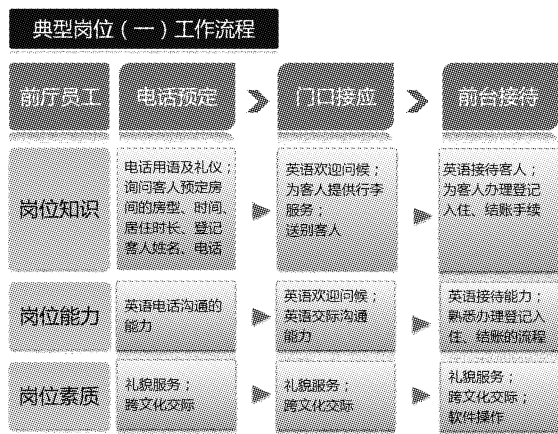 典型岗位（一）工作流程
前厅员工
电话预定
门口接应
前台接待
岗位知识
电话用语及礼仪；
询问客人预定房
间的房型、时间、
居住时长、登记
客人姓名、电话
英语欢迎问候；
为客人提供行李
服务；
送别客人
英语接待客人；
为客人办理登记
入住、结账手续
岗位能力
英语电话沟通的
能力
英语欢迎问候；
英语交际沟通
能力
英语接待能力；
熟悉办理登记入
住、结账的流程
岗位素质
礼貌服务；
跨文化交际
礼貌服务；
跨文化交际
礼貌服务；
跨文化交际；
软件操作